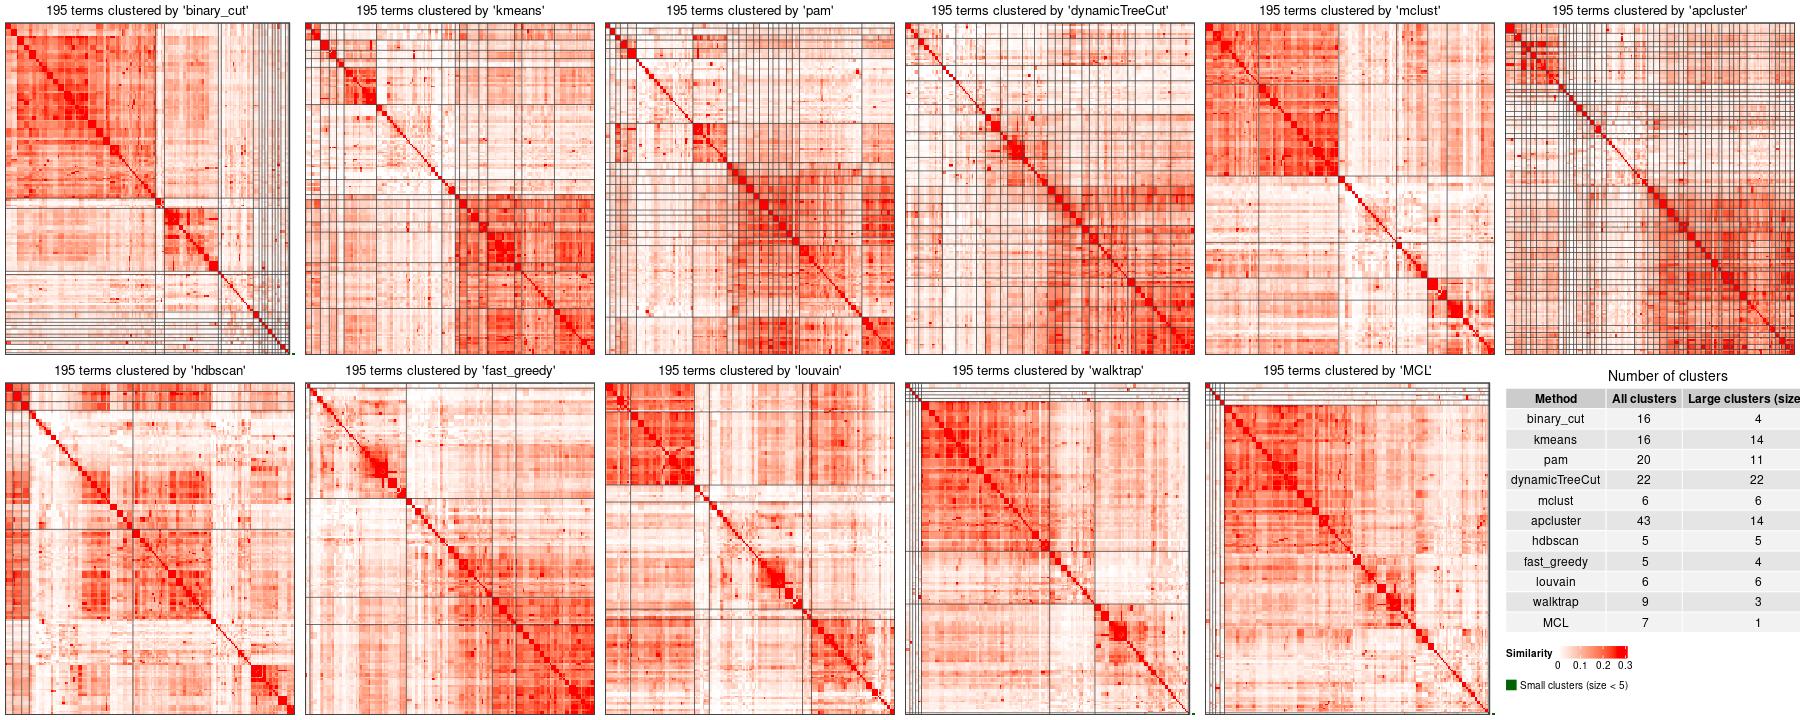 195 terms clustered by 'binary_cut'
195 terms clustered by 'kmeans'
195 terms clustered by 'pam'
195 terms clustered by 'dynamicTreeCut'
195 terms clustered by 'mclust'
195 terms clustered by 'apcluster'
195 terms clustered by 'hdbscan'
195 terms clustered by 'fast_greedy'
195 terms clustered by 'louvain'
195 terms clustered by 'walktrap'
195 terms clustered by 'MCL'
Number of clusters
Method All clusters Large clusters (size
binary_cut 16 4
kmeans 16 14
pam 20 11
dynamicTreeCut 22 22
mclust 6 6
apcluster 43 14
hdbscan 5 5
fast_greedy 5 4
louvain 6 6
walktrap 9 3
MCL 7 1
Similarity
0 0.1 0.2 0.3
Small clusters (size < 5)